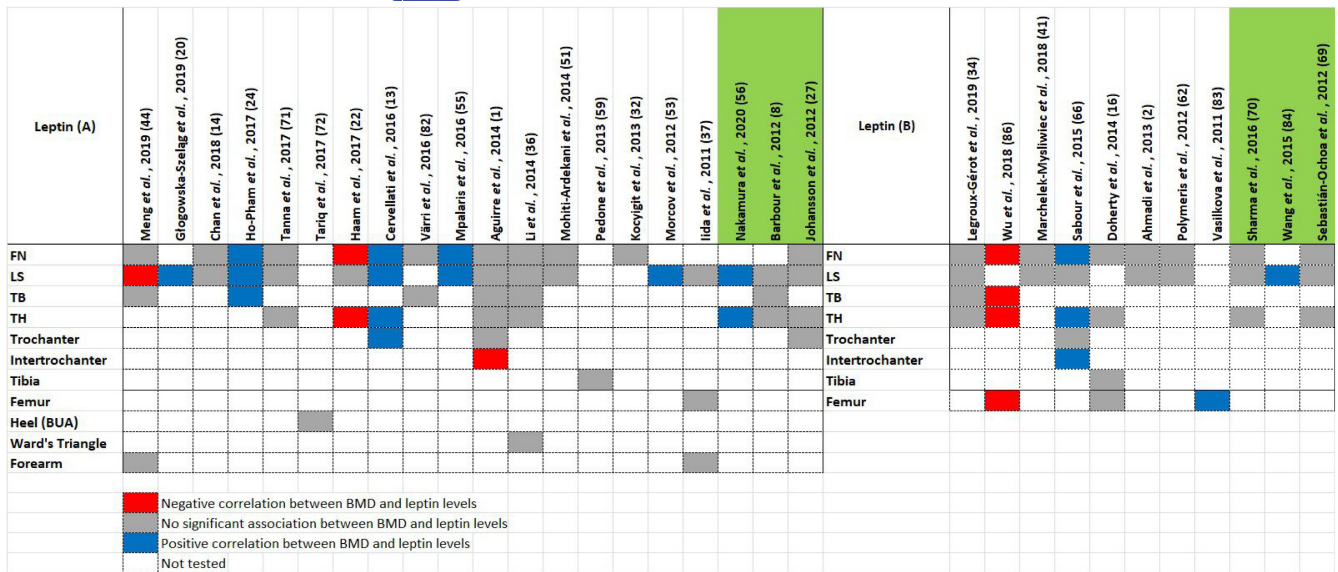 Leptin (A)
Meng et al., 2019 (44)
Głogowska-Szeląg et al., 2019 (20)
Chan et al., 2018 (14)
Ho-Pham et al., 2017 (24)
Tanna et al., 2017 (71)
Tariq et al., 2017 (72)
Haam et al., 2017 (22)
Cervellati et al., 2016 (13)
Värri et al., 2016 (82)
Mpalaris et al., 2016 (55)
Aguirre et al., 2014 (1)
Li et al., 2014 (36)
Mohiti-Ardekani et al., 2014 (51)
Pedone et al., 2013 (59)
Kocyigit et al., 2013 (32)
Morcov et al., 2012 (53)
Iida et al., 2011 (37)
Nakamura et al., 2020 (56)
Barbour et al., 2012 (8)
Johansson et al., 2012 (27)
FN
LS
TB
TH
Trochanter
Intertrochanter
Tibia
Femur
Heel (BUA)
Ward's Triangle
Forearm
Negative correlation between BMD and leptin levels
No significant association between BMD and leptin levels
Positive correlation between BMD and leptin levels
Not tested
Leptin (B)
Legroux-Gérot et al., 2019 (34)
Wu et al., 2018 (86)
Marchelek-Mysliwiec et al., 2018 (41)
Sabour et al., 2015 (66)
Doherty et al., 2014 (16)
Ahmadi et al., 2013 (2)
Polymeris et al., 2012 (62)
Vasilkova et al., 2011 (83)
Sharma et al., 2016 (70)
Wang et al., 2015 (84)
Sebastián-Ochoa et al., 2012 (69)
FN
LS
TB
TH
Trochanter
Intertrochanter
Tibia
Femur